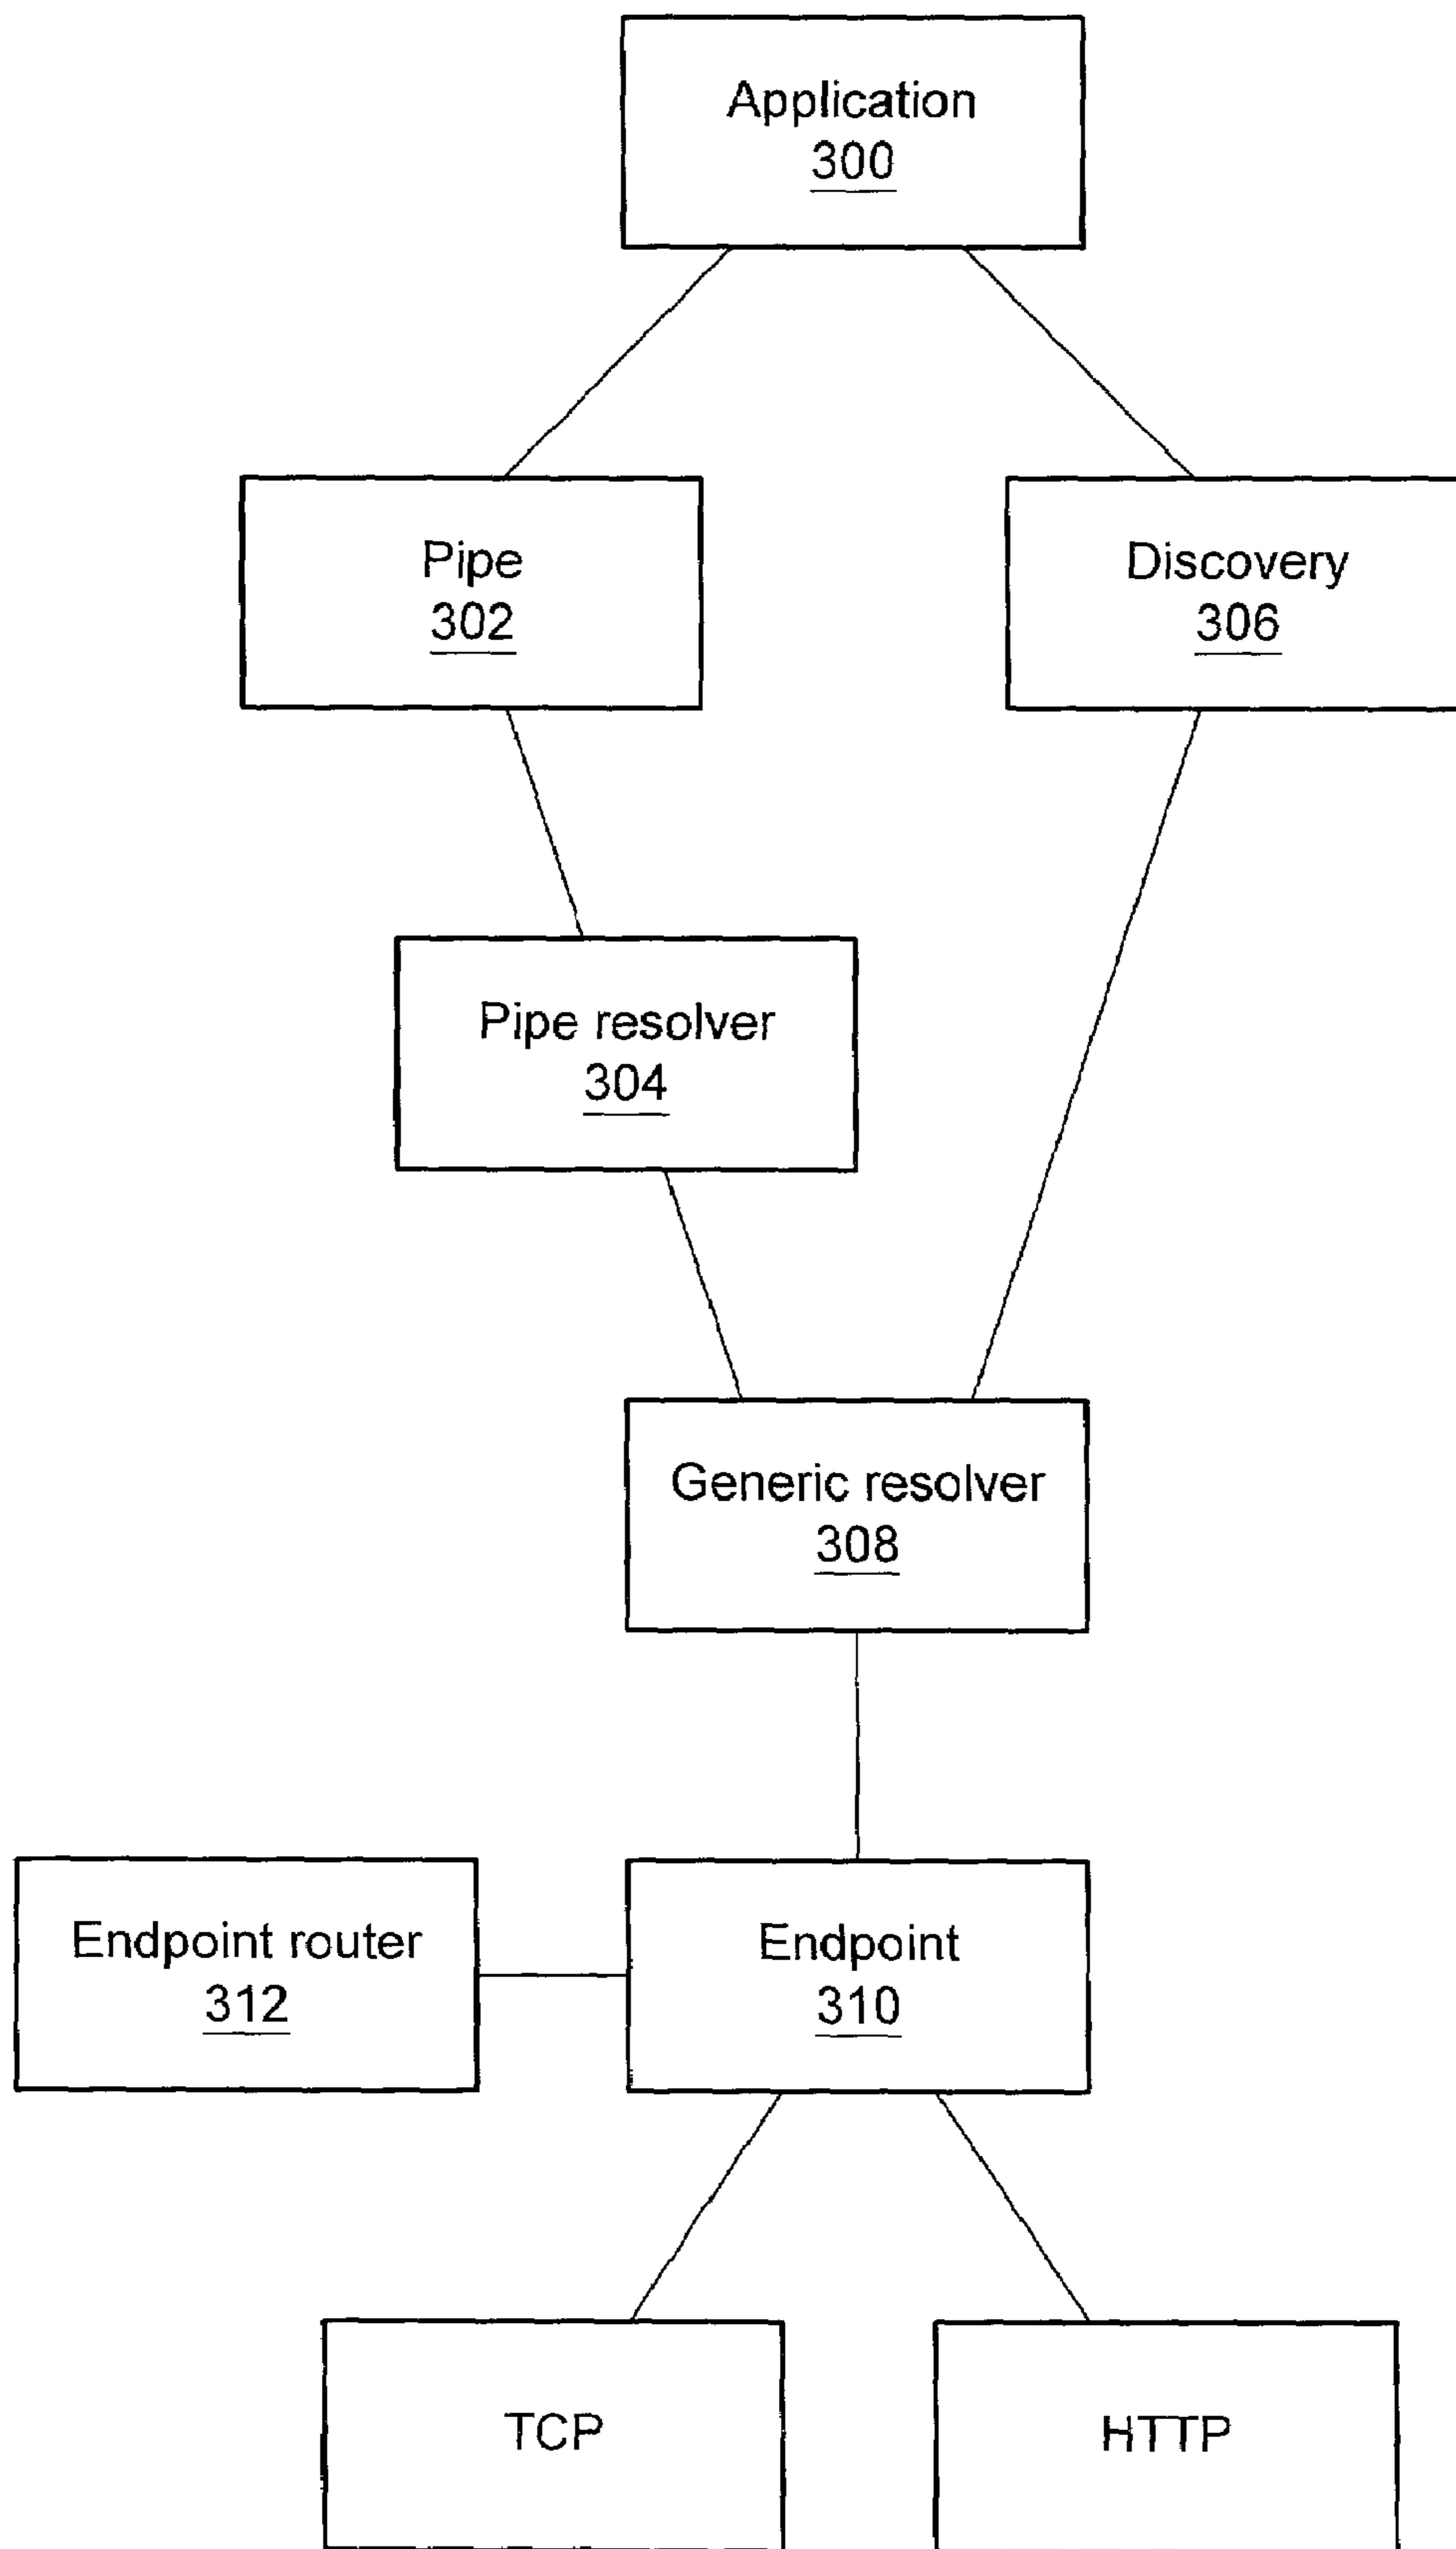 Application
300
Pipe
302
Discovery
306
Pipe resolver
304
Generic resolver
308
Endpoint router
312
Endpoint
310
TCP
HTTP